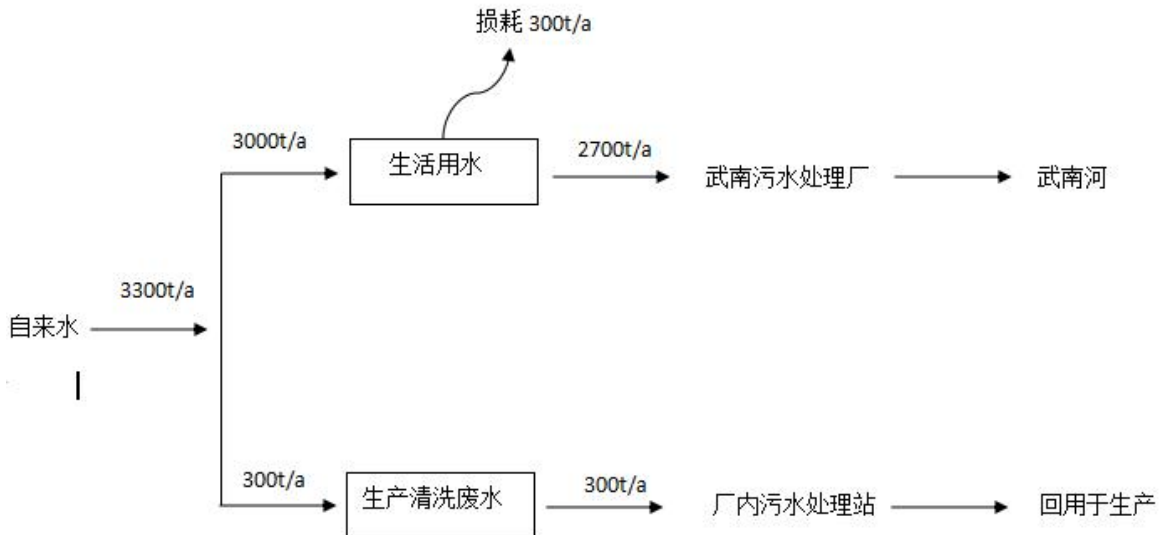 损耗 300t/a
3000t/a
生活用水
2700t/a
武南污水处理厂
武南河
3300t/a
自来水
300t/a
生产清洗废水
300t/a
厂内污水处理站
回用于生产